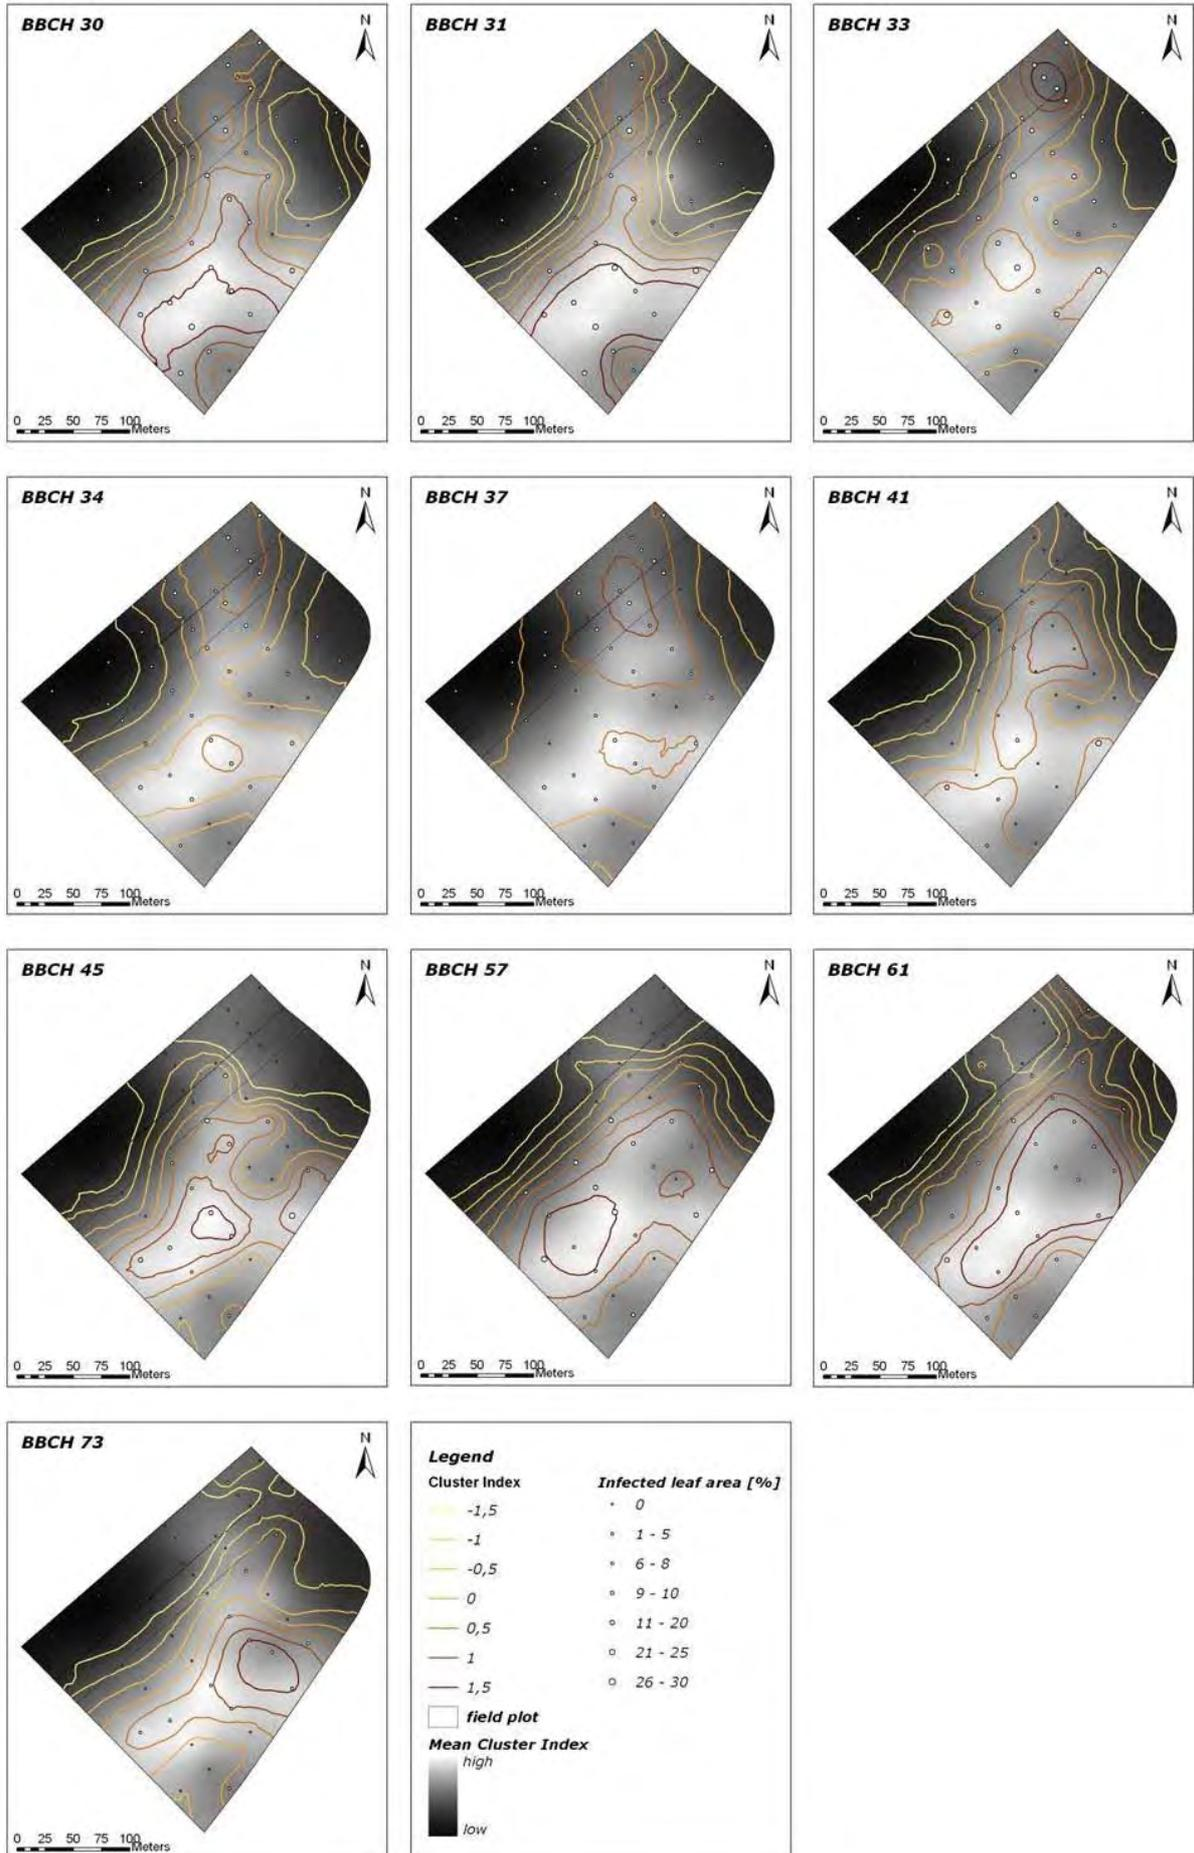 BBCH 30
N
0 25 50 75 100
Meters
BBCH 31
N
0 25 50 75 100
Meters
BBCH 33
N
0 25 50 75 100
Meters
BBCH 34
N
0 25 50 75 100
Meters
BBCH 37
N
0 25 50 75 100
Meters
BBCH 41
N
0 25 50 75 100
Meters
BBCH 45
N
0 25 50 75 100
Meters
BBCH 57
N
0 25 50 75 100
Meters
BBCH 61
N
0 25 50 75 100
Meters
BBCH 73
N
0 25 50 75 100
Meters
Legend
Cluster Index
-1,5
-1
-0,5
0
0,5
1
1,5
field plot
Mean Cluster Index
high
low
Infected leaf area [%]
0
1 - 5
6 - 8
9 - 10
11 - 20
21 - 25
26 - 30